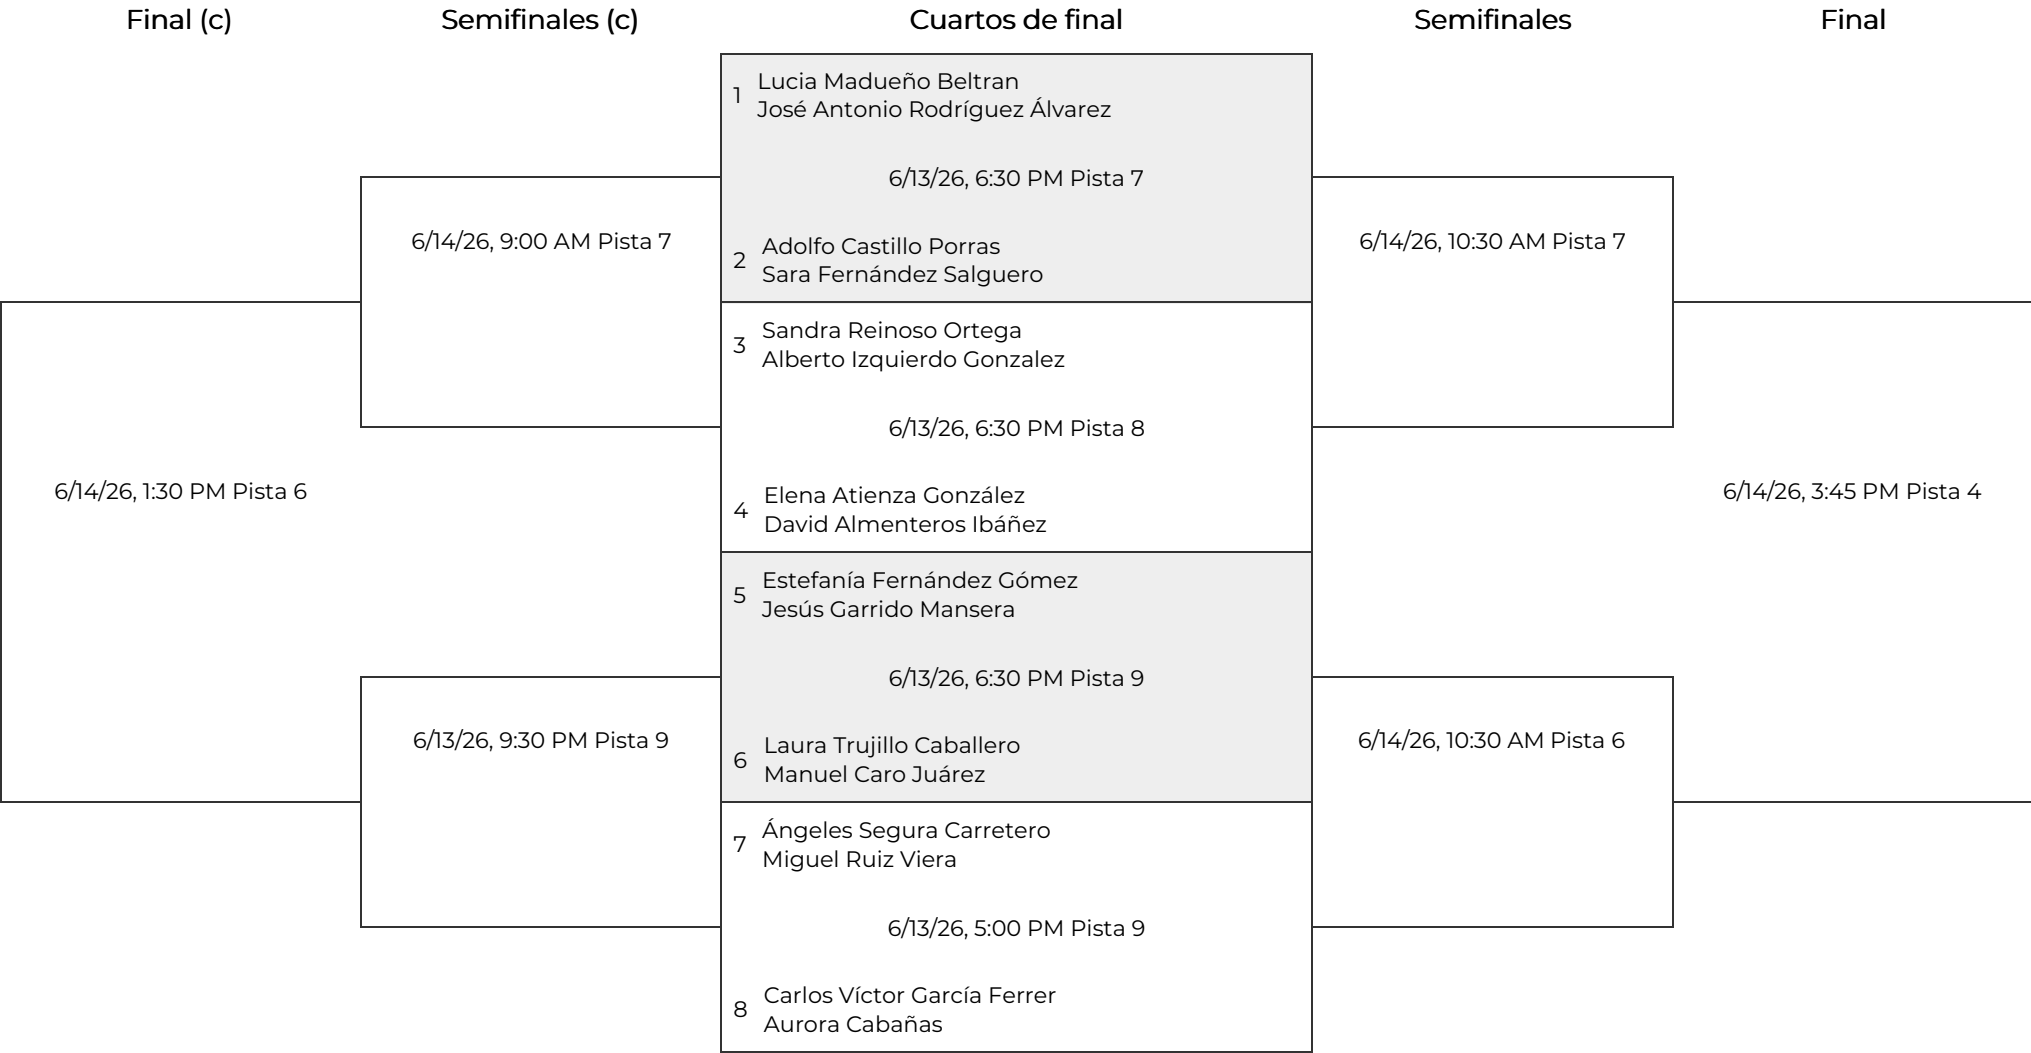 Final (c)
Semifinales (c)
Cuartos de final
Semifinales
Final
1
Lucia Madueño Beltran
José Antonio Rodríguez Álvarez
6/13/26, 6:30 PM Pista 7
6/14/26, 9:00 AM Pista 7
6/14/26, 10:30 AM Pista 7
2
Adolfo Castillo Porras
Sara Fernández Salguero
3
Sandra Reinoso Ortega
Alberto Izquierdo Gonzalez
6/13/26, 6:30 PM Pista 8
6/14/26, 1:30 PM Pista 6
6/14/26, 3:45 PM Pista 4
4
Elena Atienza González
David Almenteros Ibáñez
5
Estefanía Fernández Gómez
Jesús Garrido Mansera
6/13/26, 6:30 PM Pista 9
6/13/26, 9:30 PM Pista 9
6/14/26, 10:30 AM Pista 6
6
Laura Trujillo Caballero
Manuel Caro Juárez
7
Ángeles Segura Carretero
Miguel Ruiz Viera
6/13/26, 5:00 PM Pista 9
8
Carlos Víctor García Ferrer
Aurora Cabañas